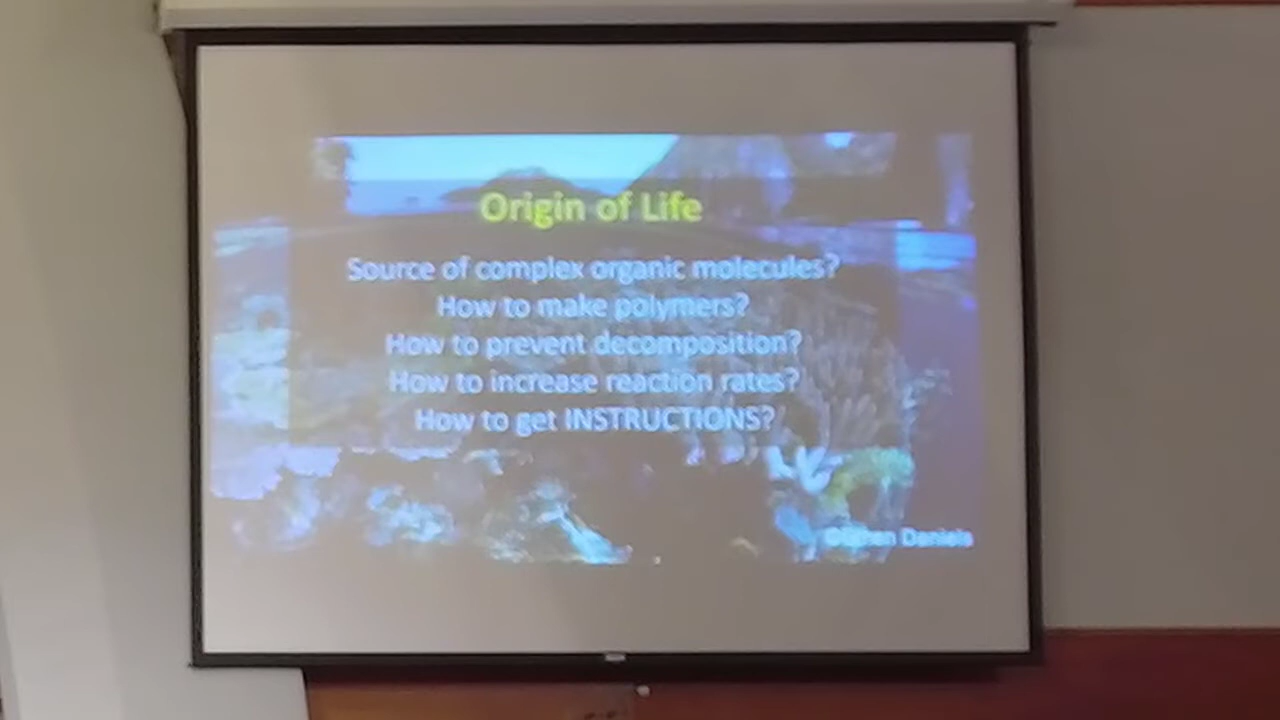 Origin of Life
Source of complex organic molecules?
How to make polymers?
How to prevent decomposition?
How to increase reaction rates?
How to get INSTRUCTIONS?
Daniels